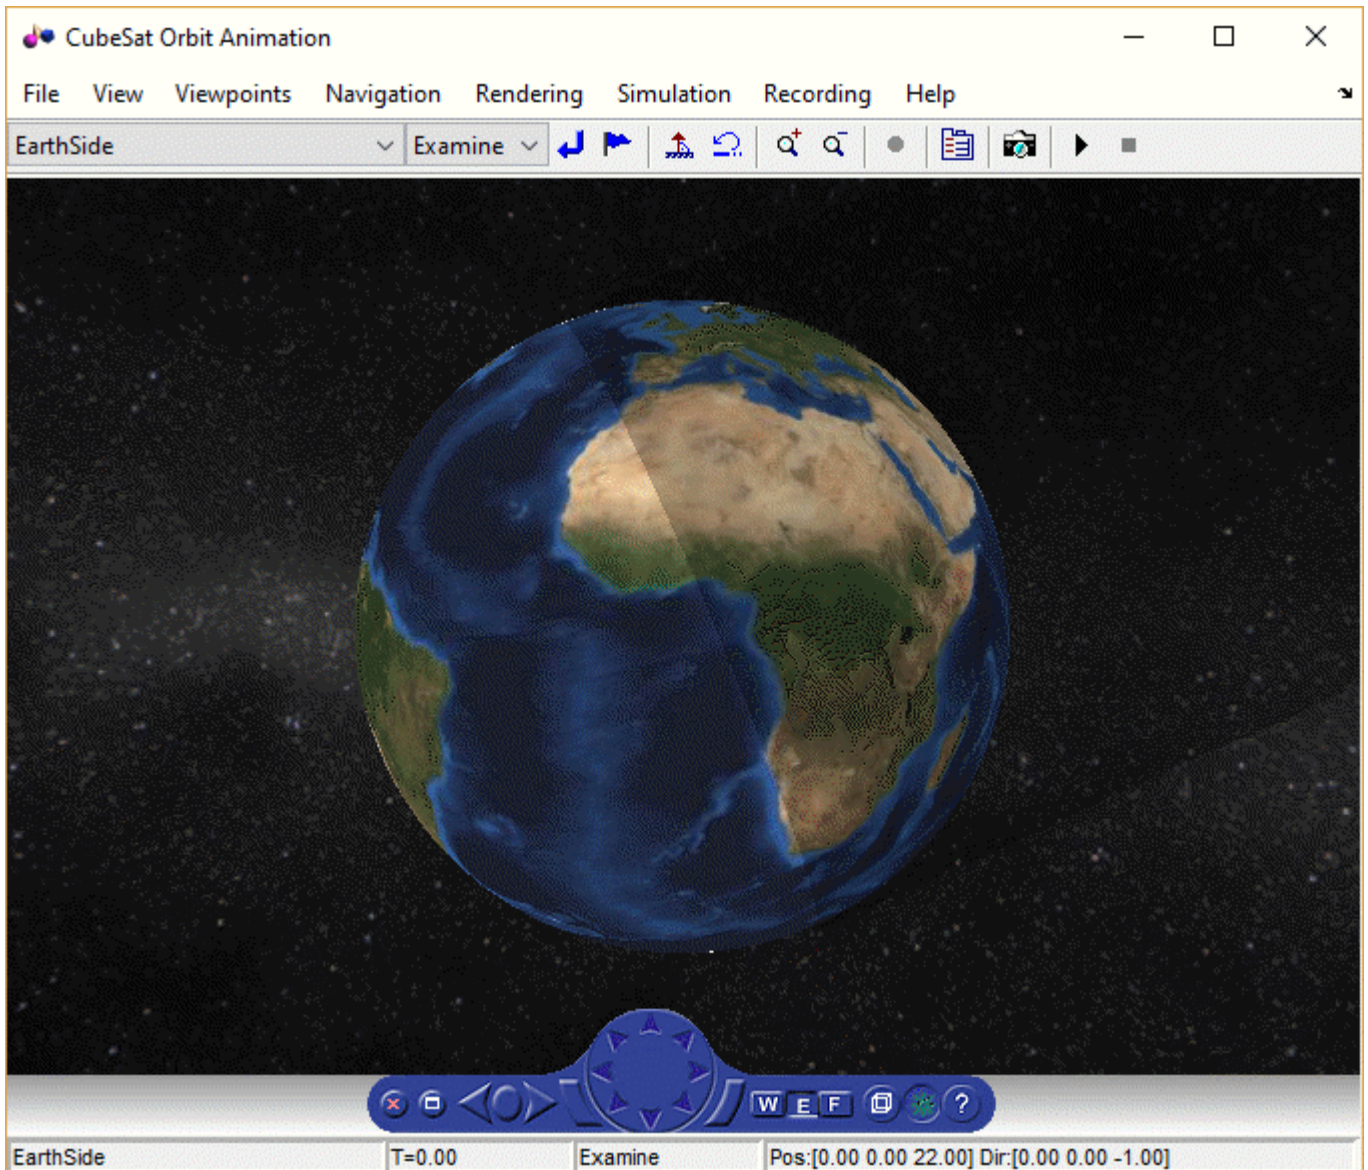 CubeSat Orbit Animation
File View Viewpoints Navigation Rendering Simulation Recording Help
EarthSide Examine
W E F ?
EarthSide T=0.00 Examine Pos:[0.00 0.00 22.00] Dir:[0.00 0.00 -1.00]